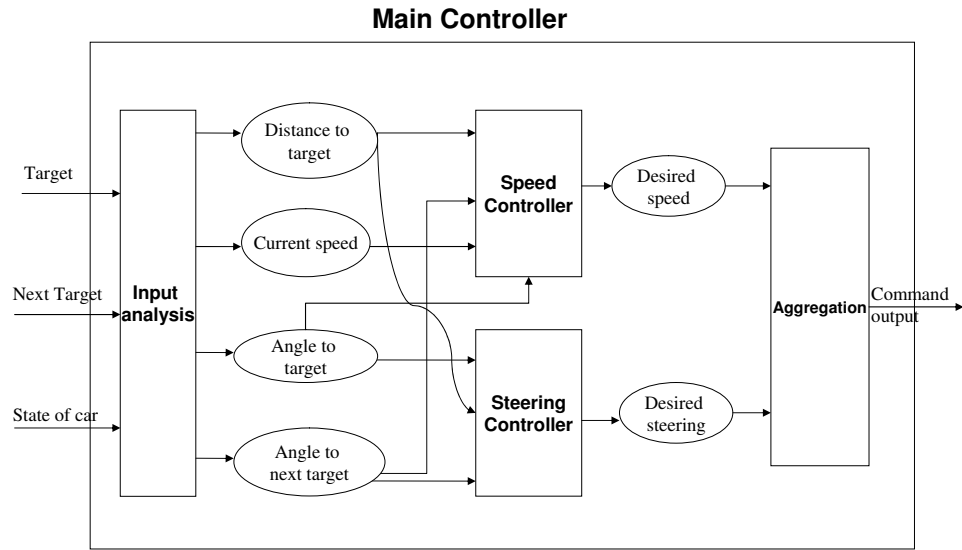 Main Controller
Target
Next Target
State of car
Input
analysis
Distance to
target
Current speed
Angle to
target
Angle to
next target
Speed
Controller
Steering
Controller
Desired
speed
Desired
steering
Aggregation
Command
output